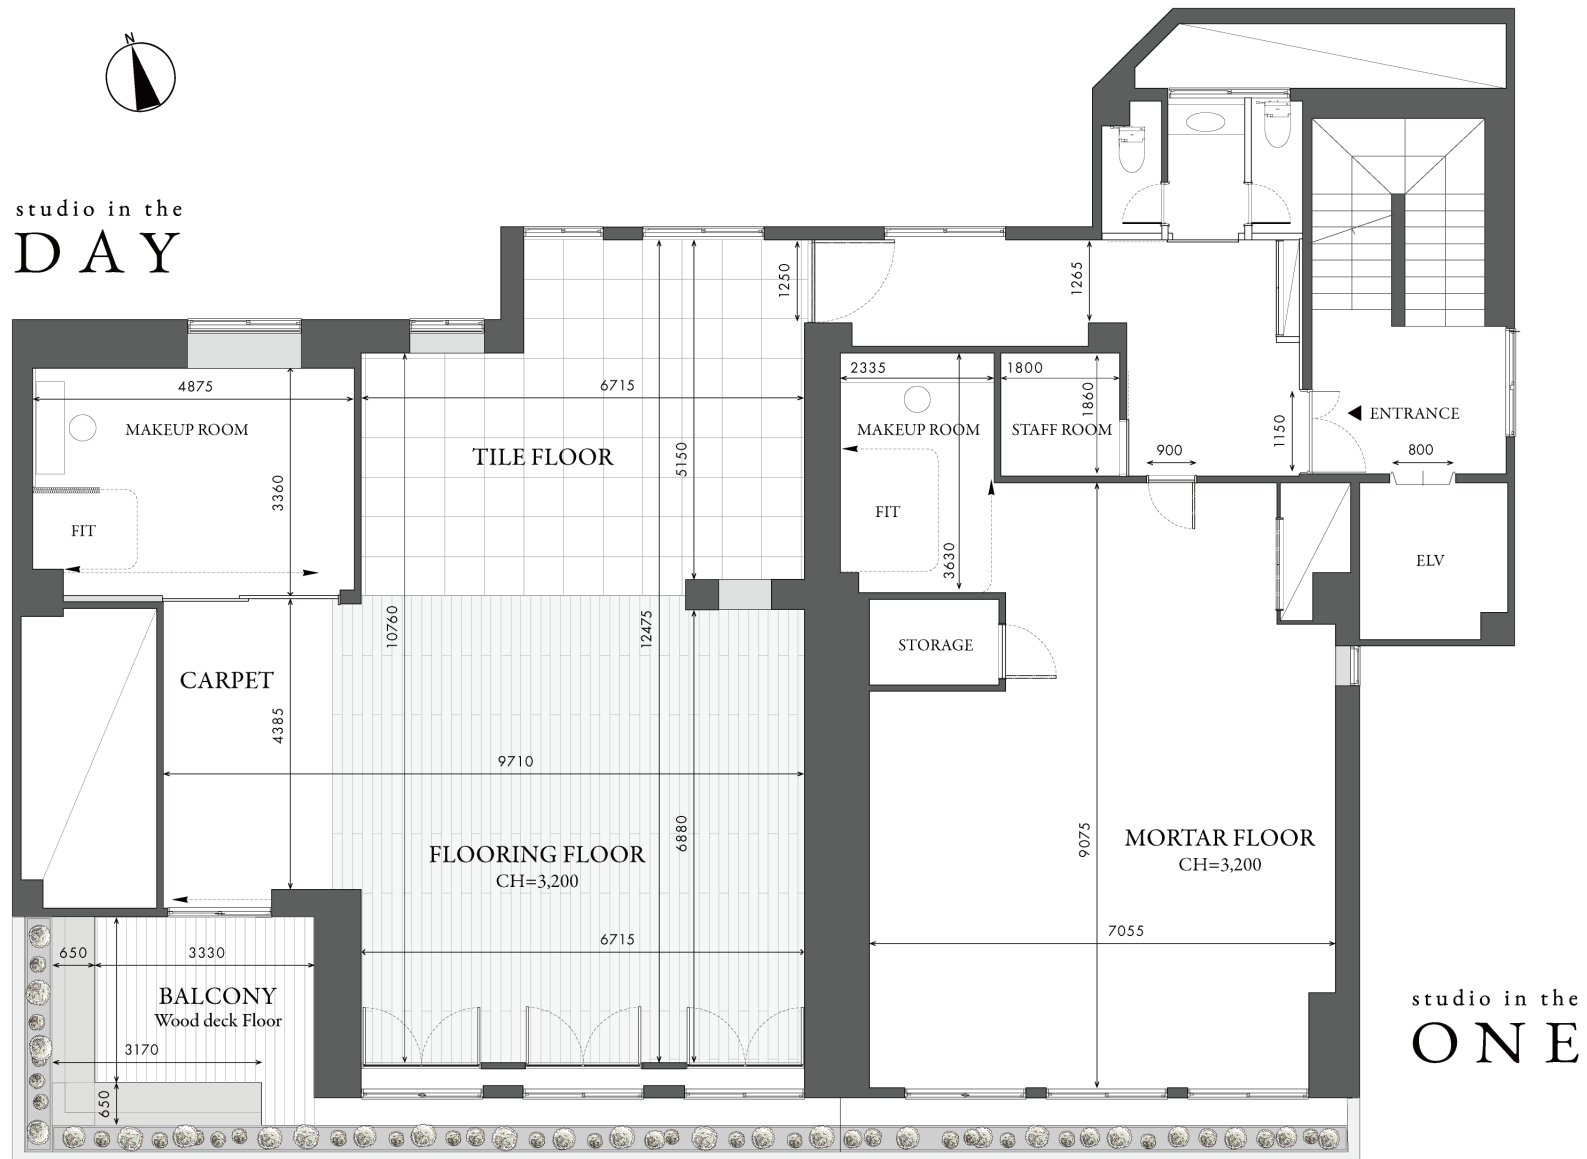 N
studio in the
DAY
1250
1265
4875
MAKEUP ROOM
3360
FIT
6715
TILE FLOOR
5150
2335
MAKEUP ROOM
FIT
3630
1800
1860
STAFF ROOM
900
1150
ENTRANCE
800
ELV
CARPET
4385
10760
12475
STORAGE
9710
6880
FLOORING FLOOR
CH=3,200
6715
9075
MORTAR FLOOR
CH=3,200
7055
650
3330
BALCONY
Wood deck Floor
3170
650
studio in the
ONE